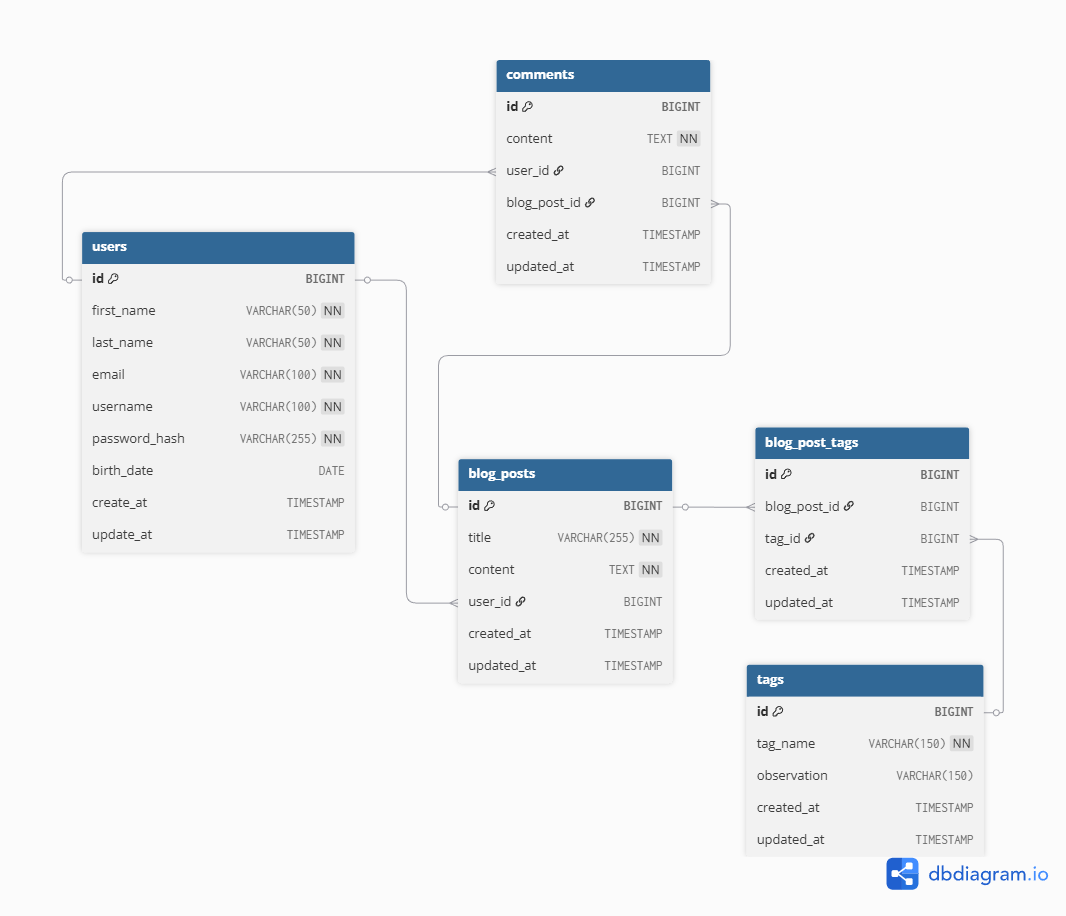 comments
id BIGINT
content TEXT NN
user_id BIGINT
blog_post_id BIGINT
created_at TIMESTAMP
updated_at TIMESTAMP
users
id BIGINT
first_name VARCHAR(50) NN
last_name VARCHAR(50) NN
email VARCHAR(100) NN
username VARCHAR(100) NN
password_hash VARCHAR(255) NN
birth_date DATE
create_at TIMESTAMP
update_at TIMESTAMP
blog_posts
id BIGINT
title VARCHAR(255) NN
content TEXT NN
user_id BIGINT
created_at TIMESTAMP
updated_at TIMESTAMP
blog_post_tags
id BIGINT
blog_post_id BIGINT
tag_id BIGINT
created_at TIMESTAMP
updated_at TIMESTAMP
tags
id BIGINT
tag_name VARCHAR(150) NN
observation VARCHAR(150)
created_at TIMESTAMP
updated_at TIMESTAMP
dbdiagram.io